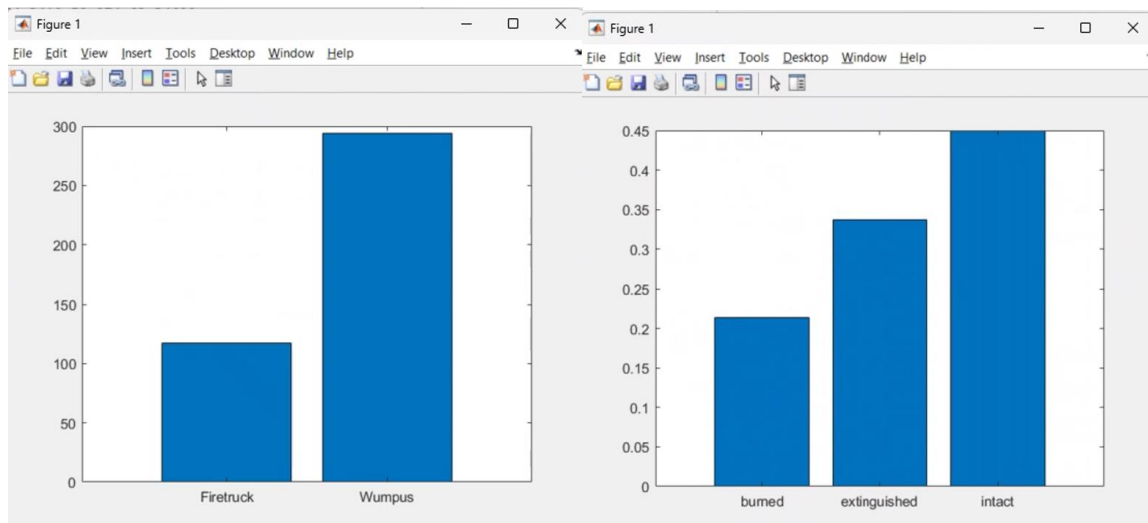 Figure 1
File Edit View Insert Tools Desktop Window Help
300
250
200
150
100
50
0
Firetruck Wumpus
Figure 1
File Edit View Insert Tools Desktop Window Help
0.45
0.4
0.35
0.3
0.25
0.2
0.15
0.1
0.05
0
burned extinguished intact